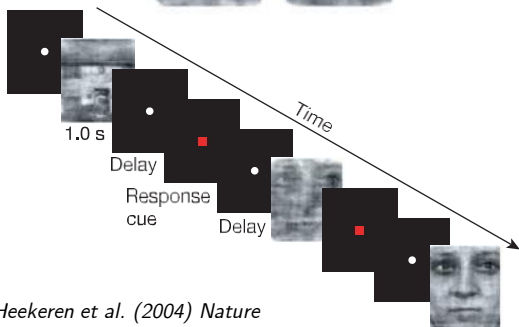 Time
1.0 s
Delay
Response
cue
Delay
Heekeren et al. (2004) Nature